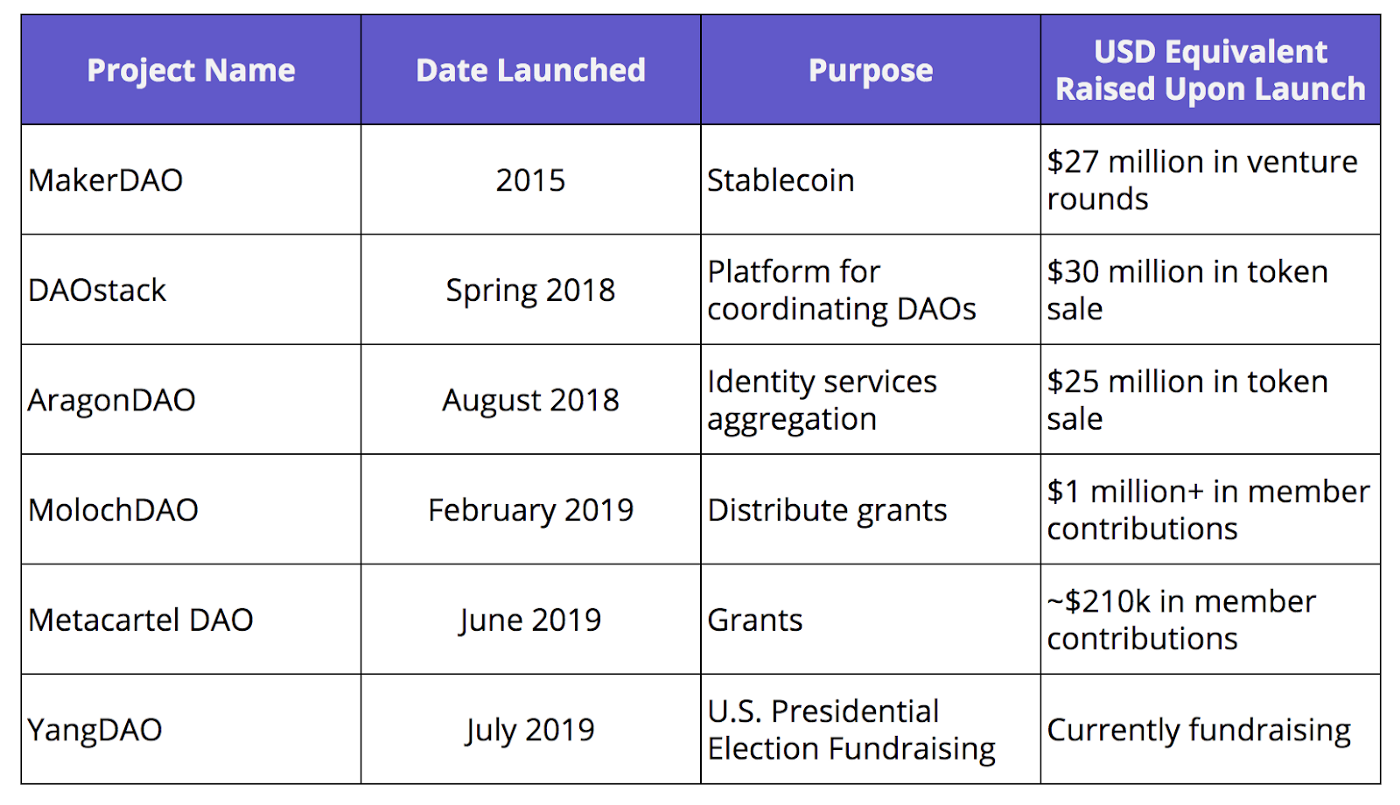 Project Name
Date Launched
Purpose
USD Equivalent
Raised Upon Launch
MakerDAO
2015
Stablecoin
$27 million in venture
rounds
DAOstack
Spring 2018
Platform for
coordinating DAOs
$30 million in token
sale
AragonDAO
August 2018
Identity services
aggregation
$25 million in token
sale
MolochDAO
February 2019
Distribute grants
$1 million+ in member
contributions
Metacartel DAO
June 2019
Grants
~$210k in member
contributions
YangDAO
July 2019
U.S. Presidential
Election Fundraising
Currently fundraising